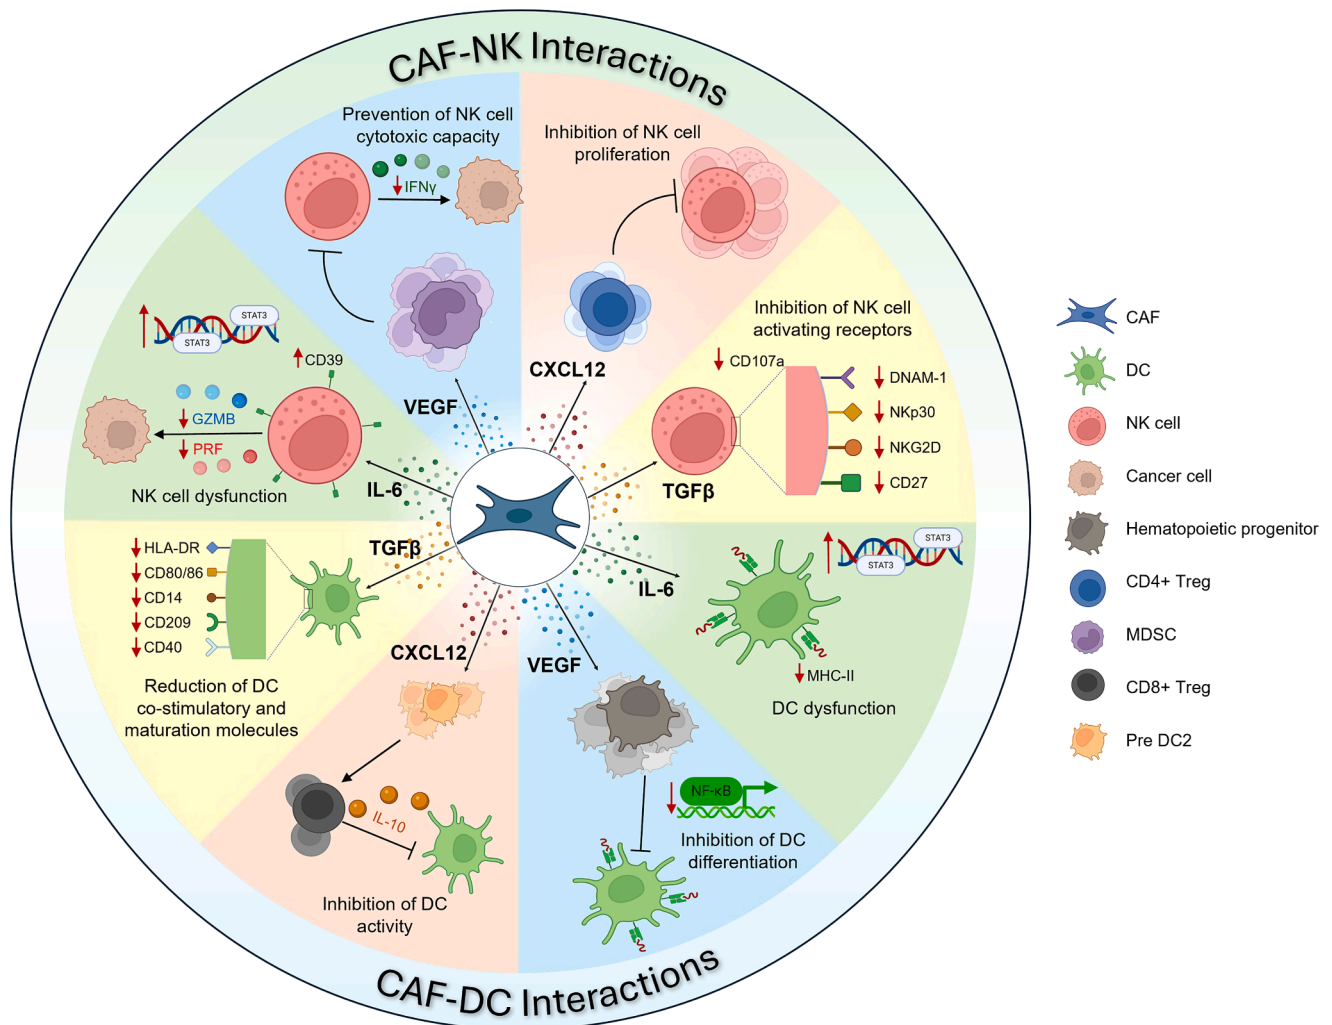 CAF-NK Interactions
Prevention of NK cell
cytotoxic capacity
IFNγ
VEGF
Inhibition of NK cell
proliferation
CXCL12
Inhibition of NK cell
activating receptors
CD107a
DNAM-1
NKp30
NKG2D
CD27
TGFβ
STAT3
STAT3
CD39
GZMB
PRF
NK cell dysfunction
IL-6
TGFβ
HLA-DR
CD80/86
CD14
CD209
CD40
Reduction of DC
co-stimulatory and
maturation molecules
CXCL12
IL-10
Inhibition of DC
activity
VEGF
NF-κB
Inhibition of DC
differentiation
IL-6
STAT3
STAT3
MHC-II
DC dysfunction
CAF-DC Interactions
CAF
DC
NK cell
Cancer cell
Hematopoietic progenitor
CD4+ Treg
MDSC
CD8+ Treg
Pre DC2